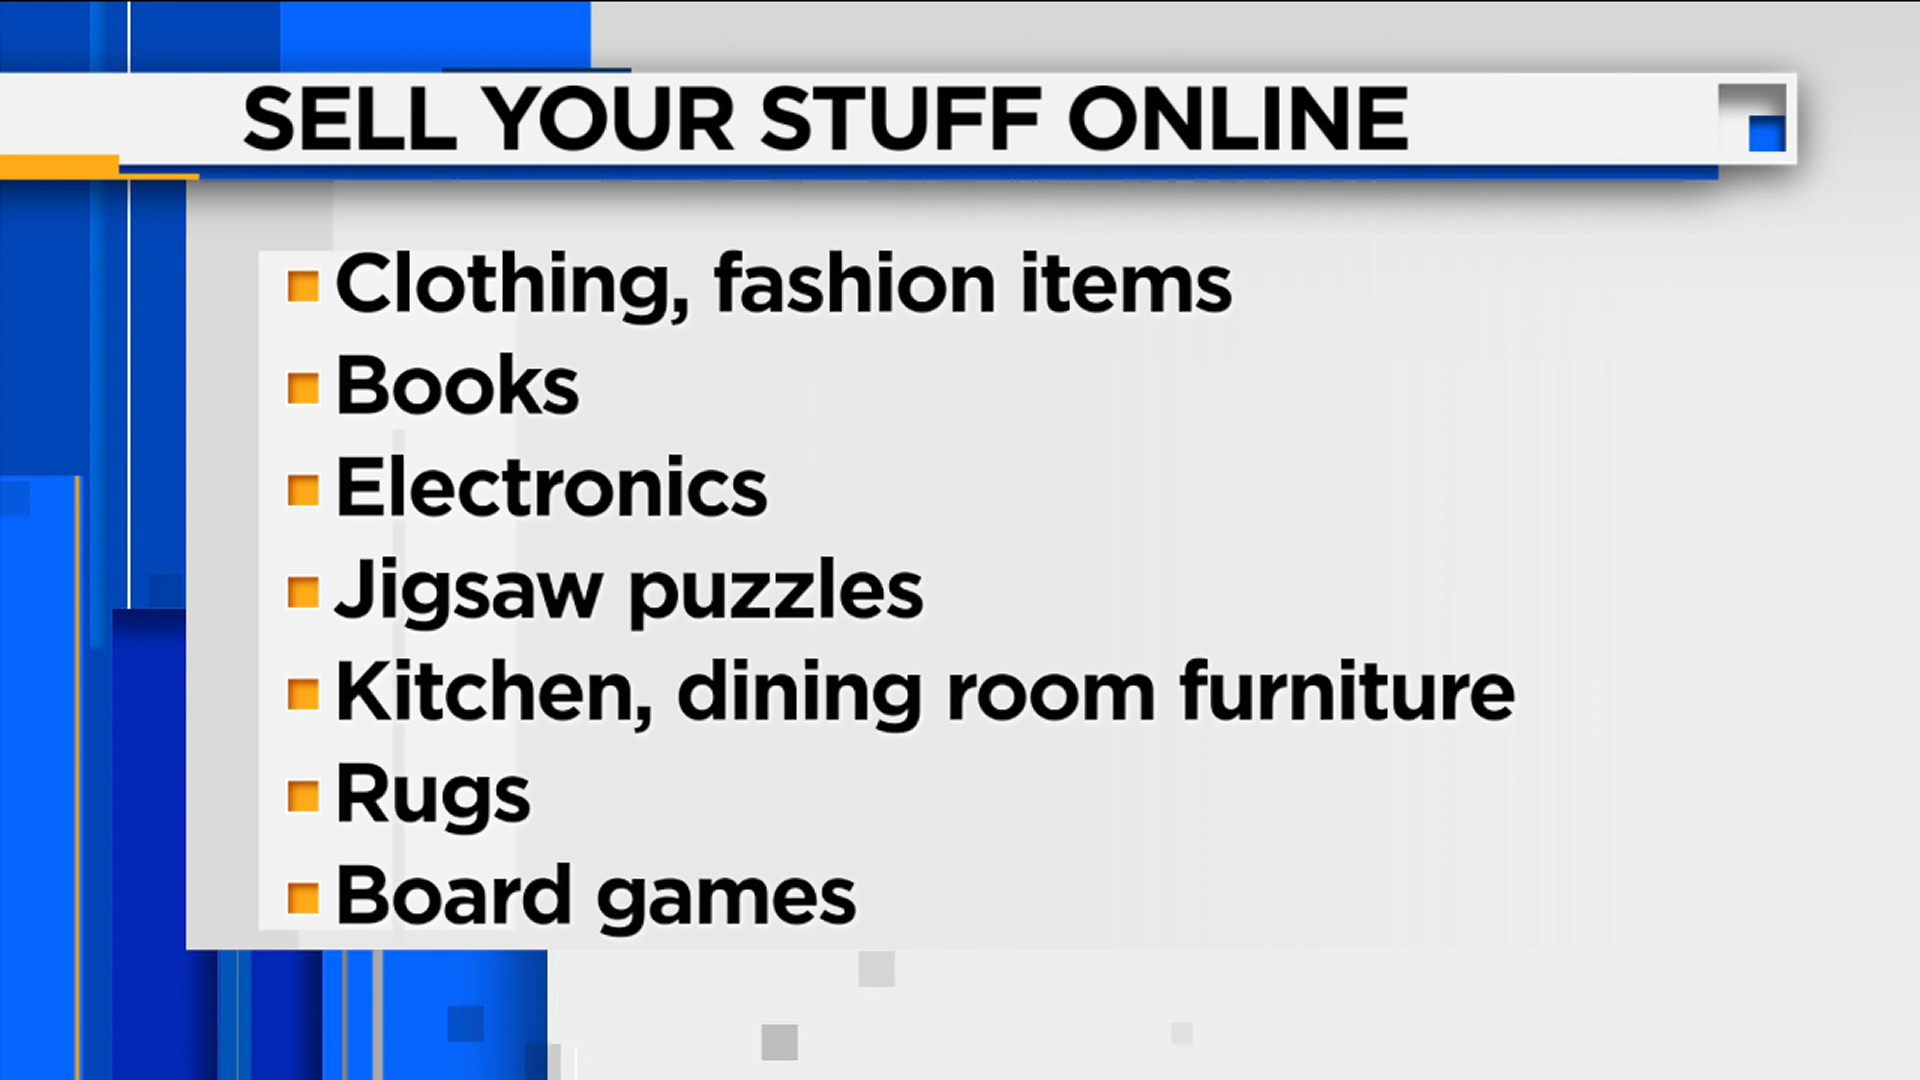 SELL YOUR STUFF ONLINE
Clothing, fashion items
Books
Electronics
Jigsaw puzzles
Kitchen, dining room furniture
Rugs
Board games